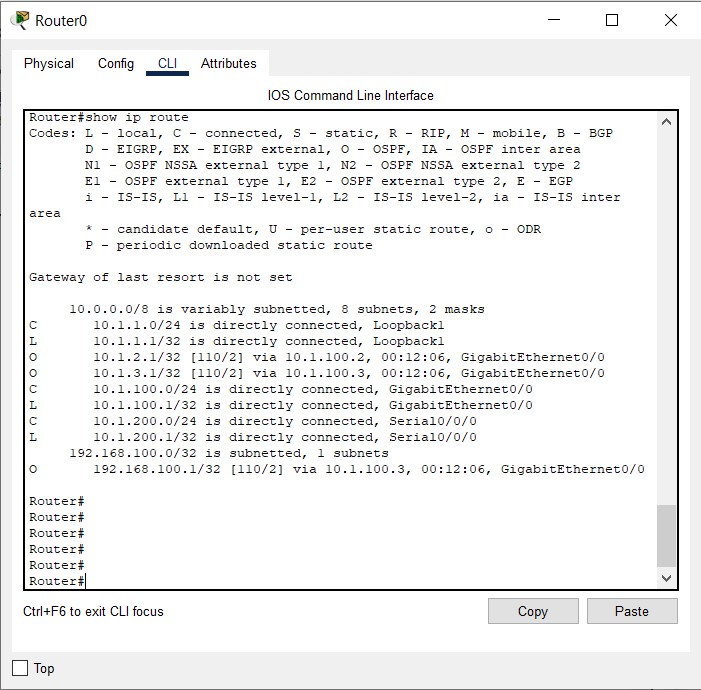 Router0
Physical Config CLI Attributes
IOS Command Line Interface
Router#show ip route
Codes: L - local, C - connected, S - static, R - RIP, M - mobile, B - BGP
D - EIGRP, EX - EIGRP external, O - OSPF, IA - OSPF inter area
N1 - OSPF NSSA external type 1, N2 - OSPF NSSA external type 2
E1 - OSPF external type 1, E2 - OSPF external type 2, E - EGP
i - IS-IS, L1 - IS-IS level-1, L2 - IS-IS level-2, ia - IS-IS inter
area
* - candidate default, U - per-user static route, o - ODR
P - periodic downloaded static route
Gateway of last resort is not set
10.0.0.0/8 is variably subnetted, 8 subnets, 2 masks
C 10.1.1.0/24 is directly connected, Loopback1
L 10.1.1.1/32 is directly connected, Loopback1
O 10.1.2.1/32 [110/2] via 10.1.100.2, 00:12:06, GigabitEthernet0/0
O 10.1.3.1/32 [110/2] via 10.1.100.3, 00:12:06, GigabitEthernet0/0
C 10.1.100.0/24 is directly connected, GigabitEthernet0/0
L 10.1.100.1/32 is directly connected, GigabitEthernet0/0
C 10.1.200.0/24 is directly connected, Serial0/0/0
L 10.1.200.1/32 is directly connected, Serial0/0/0
192.168.100.0/32 is subnetted, 1 subnets
O 192.168.100.1/32 [110/2] via 10.1.100.3, 00:12:06, GigabitEthernet0/0
Router#
Router#
Router#
Router#
Router#
Router#
Ctrl+F6 to exit CLI focus
Copy Paste
Top